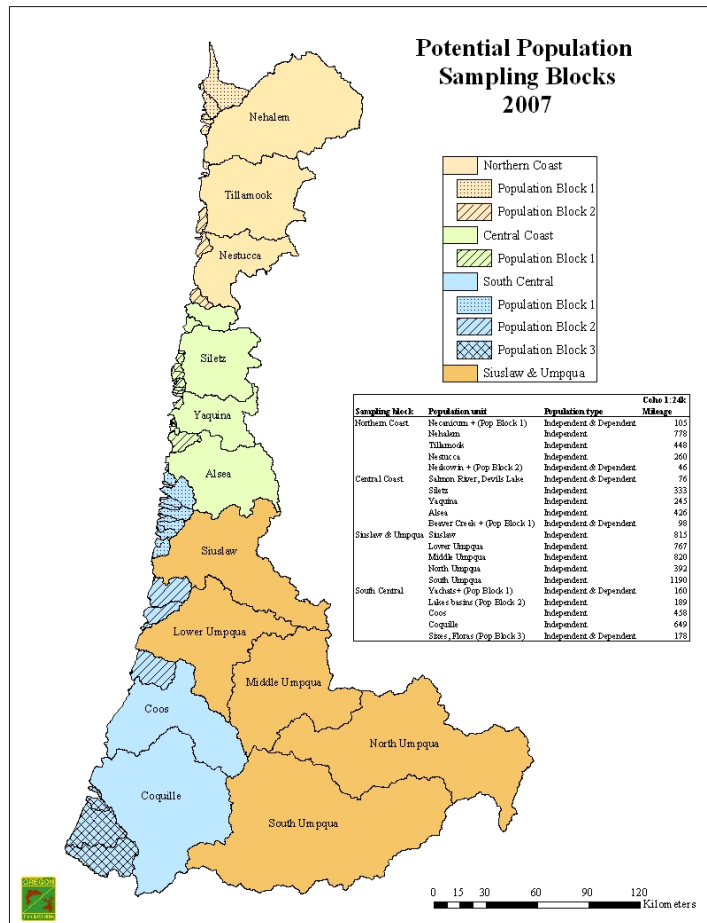 Potential Population
Sampling Blocks
2007
Nehalem
Tillamook
Nestucca
Siletz
Yaquina
Alsea
Siuslaw
Lower Umpqua
Middle Umpqua
North Umpqua
Coos
Coquille
South Umpqua
Northern Coast
Population Block 1
Population Block 2
Central Coast
Population Block 1
South Central
Population Block 1
Population Block 2
Population Block 3
Siuslaw & Umpqua
Coho 1:24k
Sampling block Population unit Population type Mileage
Northern Coast Necanicum + (Pop Block 1) Independent & Dependent 105
Nehalem Independent 778
Tillamook Independent 448
Nestucca Independent 260
Neskowin + (Pop Block 2) Independent & Dependent 46
Central Coast Salmon River, Devils Lake Independent & Dependent 76
Siletz Independent 333
Yaquina Independent 245
Alsea Independent 426
Beaver Creek + (Pop Block 1) Independent & Dependent 98
Siuslaw & Umpqua Siuslaw Independent 815
Lower Umpqua Independent 767
Middle Umpqua Independent 820
North Umpqua Independent 392
South Umpqua Independent 1190
South Central Yachats+ (Pop Block 1) Independent & Dependent 160
Lakes basins (Pop Block 2) Independent 189
Coos Independent 458
Coquille Independent 649
Sixes, Floras (Pop Block 3) Independent & Dependent 178
0 15 30 60 90 120
Kilometers
OREGON